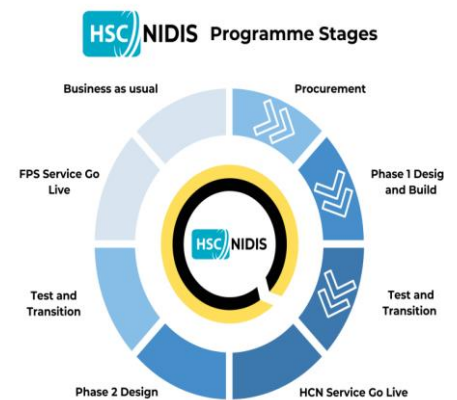 HSC NIDIS Programme Stages
Business as usual
Procurement
FPS Service Go
Live
Phase 1 Desig
and Build
HSC NIDIS
Test and
Transition
Test and
Transition
Phase 2 Design
HCN Service Go Live